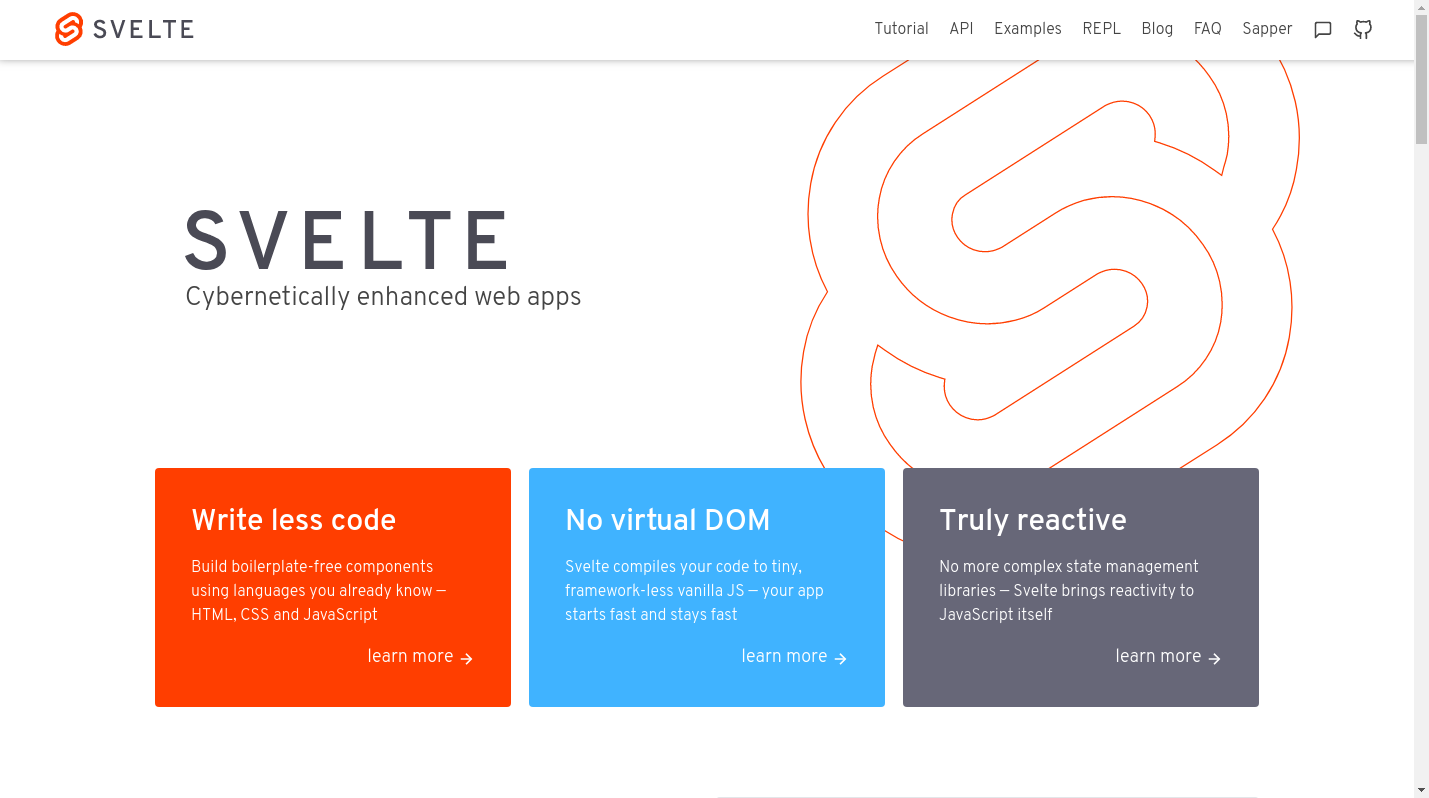 SVELTE
Tutorial API Examples REPL Blog FAQ Sapper
SVELTE
Cybernetically enhanced web apps
Write less code
Build boilerplate-free components
using languages you already know —
HTML, CSS and JavaScript
learn more
No virtual DOM
Svelte compiles your code to tiny,
framework-less vanilla JS — your app
starts fast and stays fast
learn more
Truly reactive
No more complex state management
libraries — Svelte brings reactivity to
JavaScript itself
learn more